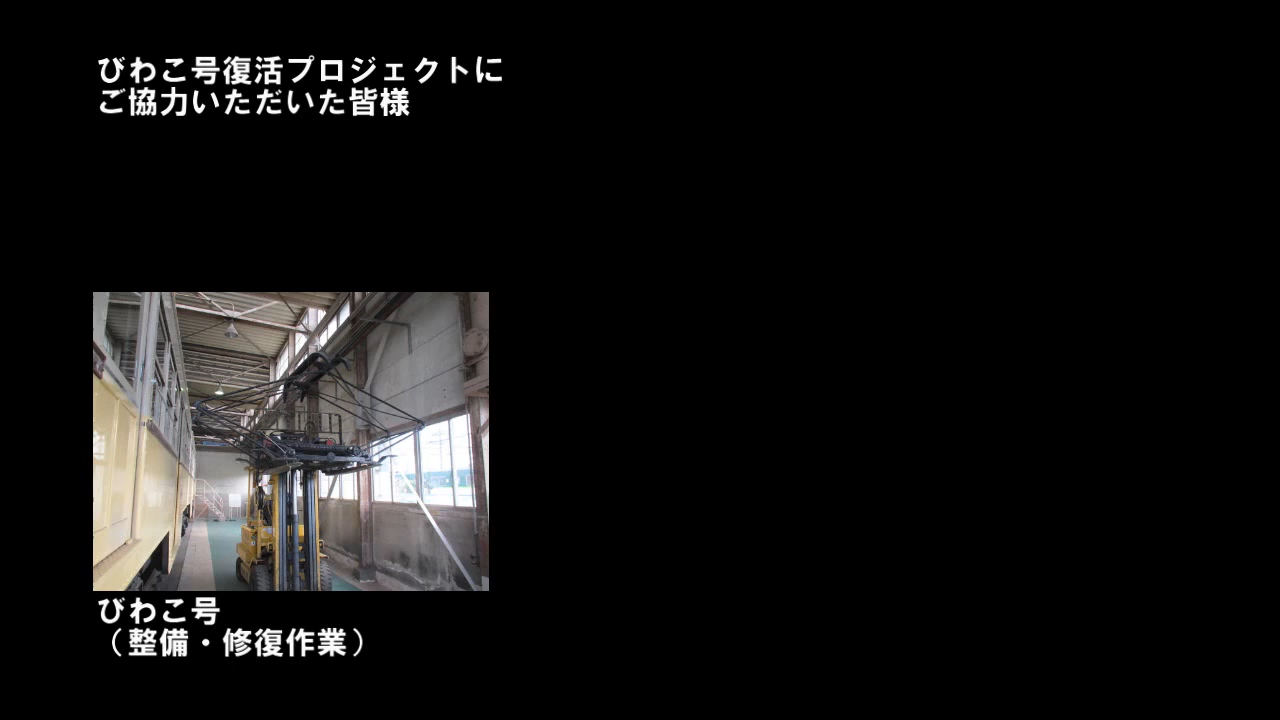 びわこ号復活プロジェクトに
ご協力いただいた皆様
びわこ号
（整備・修復作業）